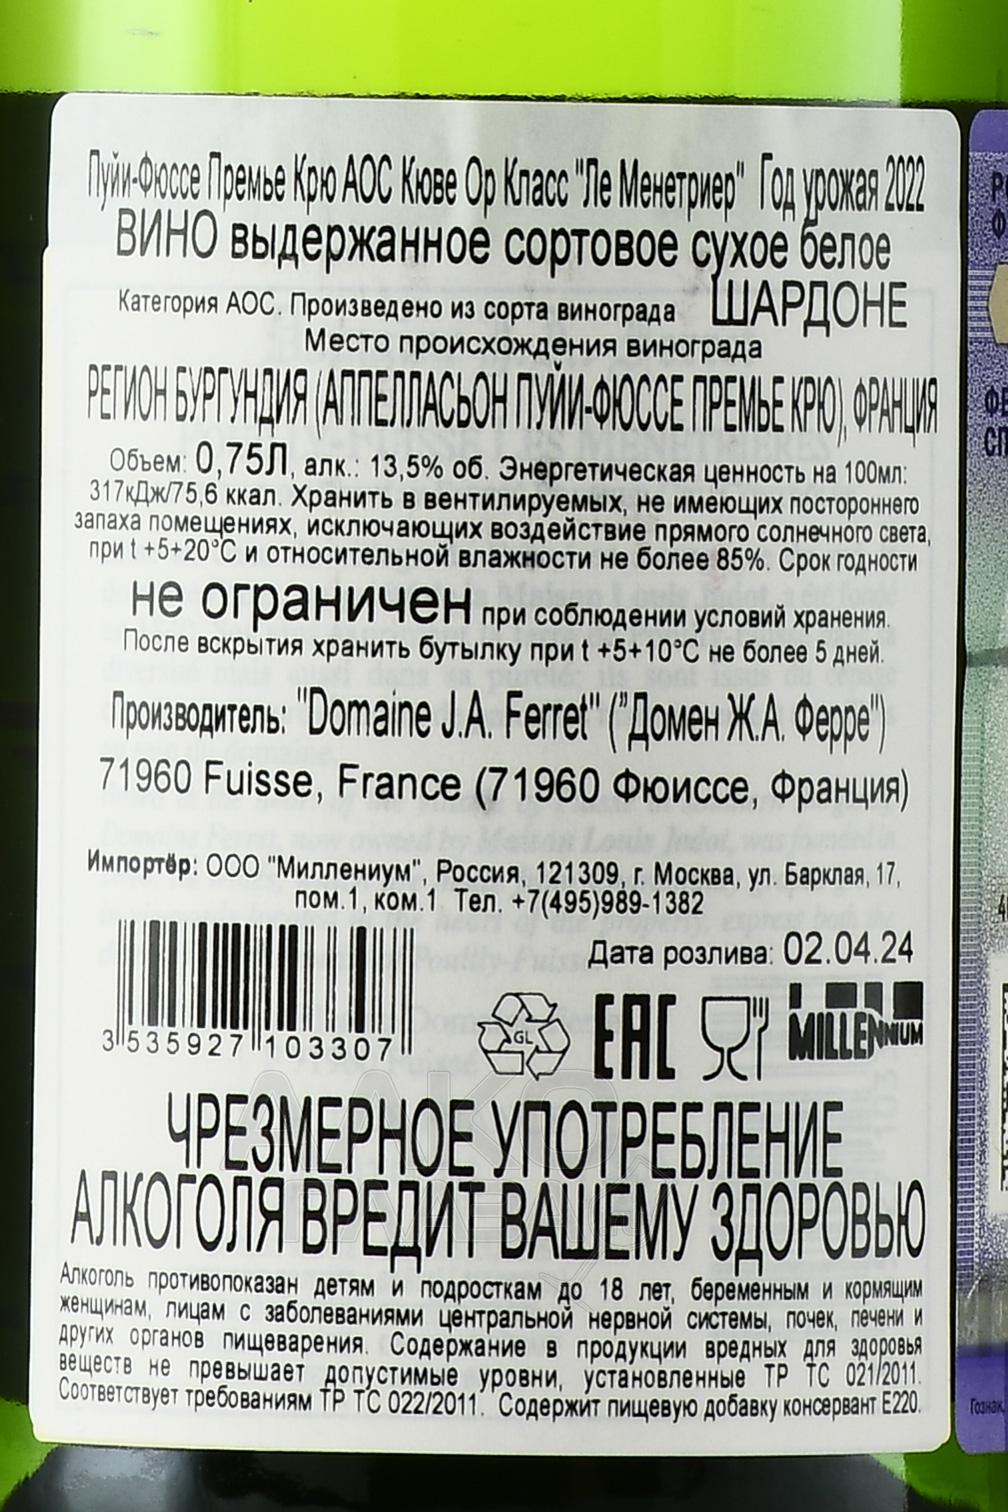 Пуйи-Фюссе Премье Крю АОС Кюве Ор Класс "Ле Менетриер" Год урожая 2022
ВИНО выдержанное сортовое сухое белое
Категория АОС. Произведено из сорта винограда ШАРДОНЕ
Место происхождения винограда
РЕГИОН БУРГУНДИЯ (АППЕЛЛАСЬОН ПУЙИ-ФЮССЕ ПРЕМЬЕ КРЮ), ФРАНЦИЯ
Объем: 0,75Л, алк.: 13,5% об. Энергетическая ценность на 100мл:
317кДж/75,6 ккал. Хранить в вентилируемых, не имеющих постороннего
запаха помещениях, исключающих воздействие прямого солнечного света,
при t +5+20°С и относительной влажности не более 85%. Срок годности
не ограничен при соблюдении условий хранения.
После вскрытия хранить бутылку при t +5+10°С не более 5 дней.
Производитель: "Domaine J.A. Ferret" ("Домен Ж.А. Ферре")
71960 Fuisse, France (71960 Фюиссе, Франция)
Импортёр: ООО "Миллениум", Россия, 121309, г. Москва, ул. Барклая, 17,
пом.1, ком.1 Тел. +7(495)989-1382
Дата розлива: 02.04.24
3 535927 103307
GL
EAC
MILLENNIUM
ЧРЕЗМЕРНОЕ УПОТРЕБЛЕНИЕ
АЛКОГОЛЯ ВРЕДИТ ВАШЕМУ ЗДОРОВЬЮ
Алкоголь противопоказан детям и подросткам до 18 лет, беременным и кормящим
женщинам, лицам с заболеваниями центральной нервной системы, почек, печени и
других органов пищеварения. Содержание в продукции вредных для здоровья
веществ не превышает допустимые уровни, установленные ТР ТС 021/2011.
Соответствует требованиям ТР ТС 022/2011. Содержит пищевую добавку консервант Е220.
Гознак,